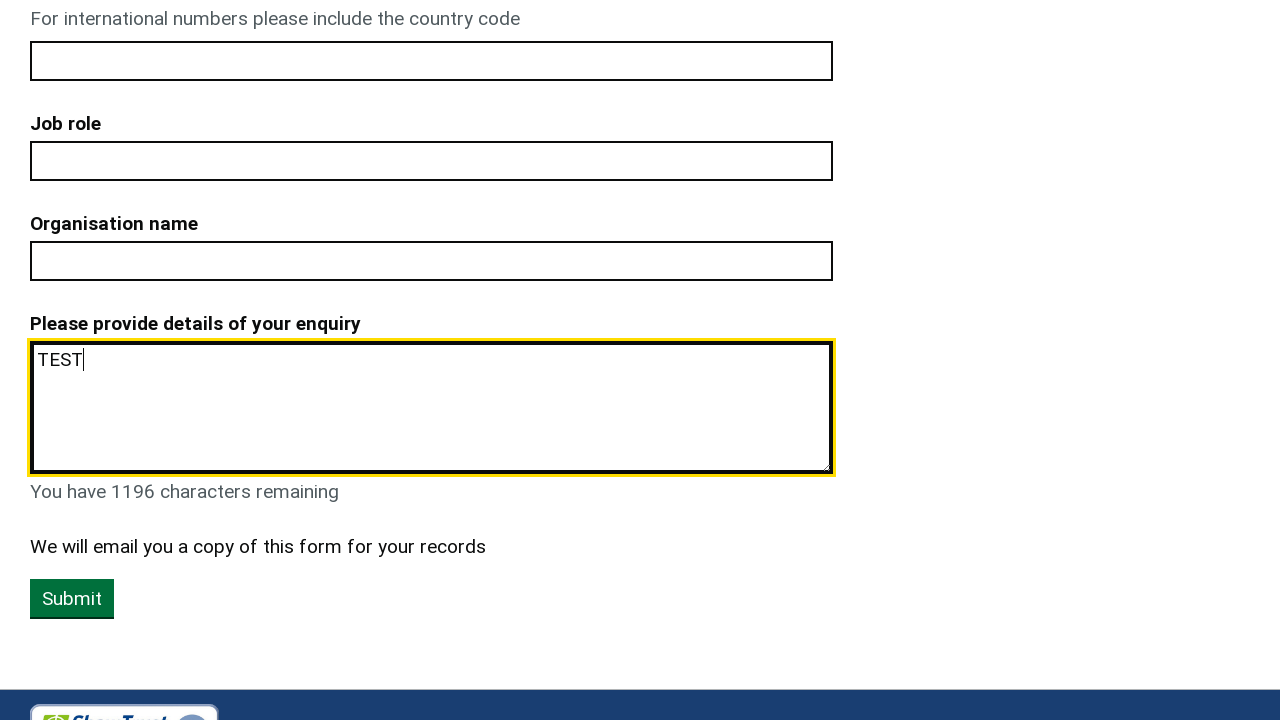 For international numbers please include the country code
Job role
Organisation name
Please provide details of your enquiry
TEST
You have 1196 characters remaining
We will email you a copy of this form for your records
Submit